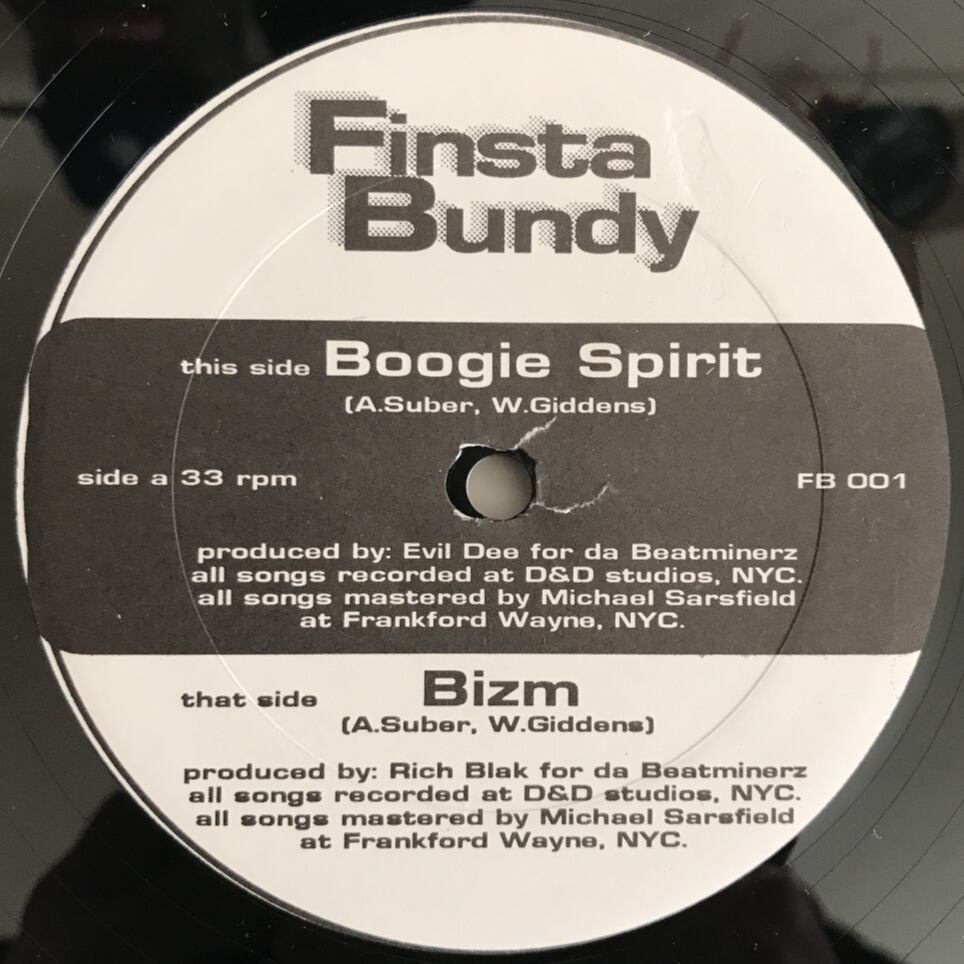 Finsta
Bundy
this side Boogie Spirit
(A.Suber, W.Giddens)
side a 33 rpm
FB 001
produced by: Evil Dee for da Beatminerz
all songs recorded at D&D studios, NYC.
all songs mastered by Michael Sarsfield
at Frankford Wayne, NYC.
that side Bizm
(A.Suber, W.Giddens)
produced by: Rich Blak for da Beatminerz
all songs recorded at D&D studios, NYC.
all songs mastered by Michael Sarsfield
at Frankford Wayne, NYC.